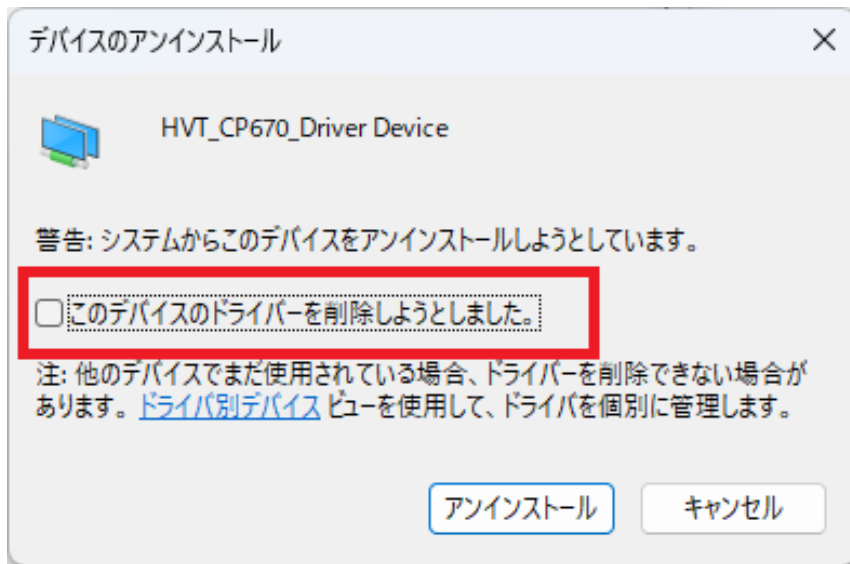 デバイスのアンインストール
HVT_CP670_Driver Device
警告: システムからこのデバイスをアンインストールしようとしています。
このデバイスのドライバーを削除しようとしました。
注: 他のデバイスでまだ使用されている場合、ドライバーを削除できない場合が
あります。ドライバ別デバイス ビューを使用して、ドライバを個別に管理します。
アンインストール
キャンセル